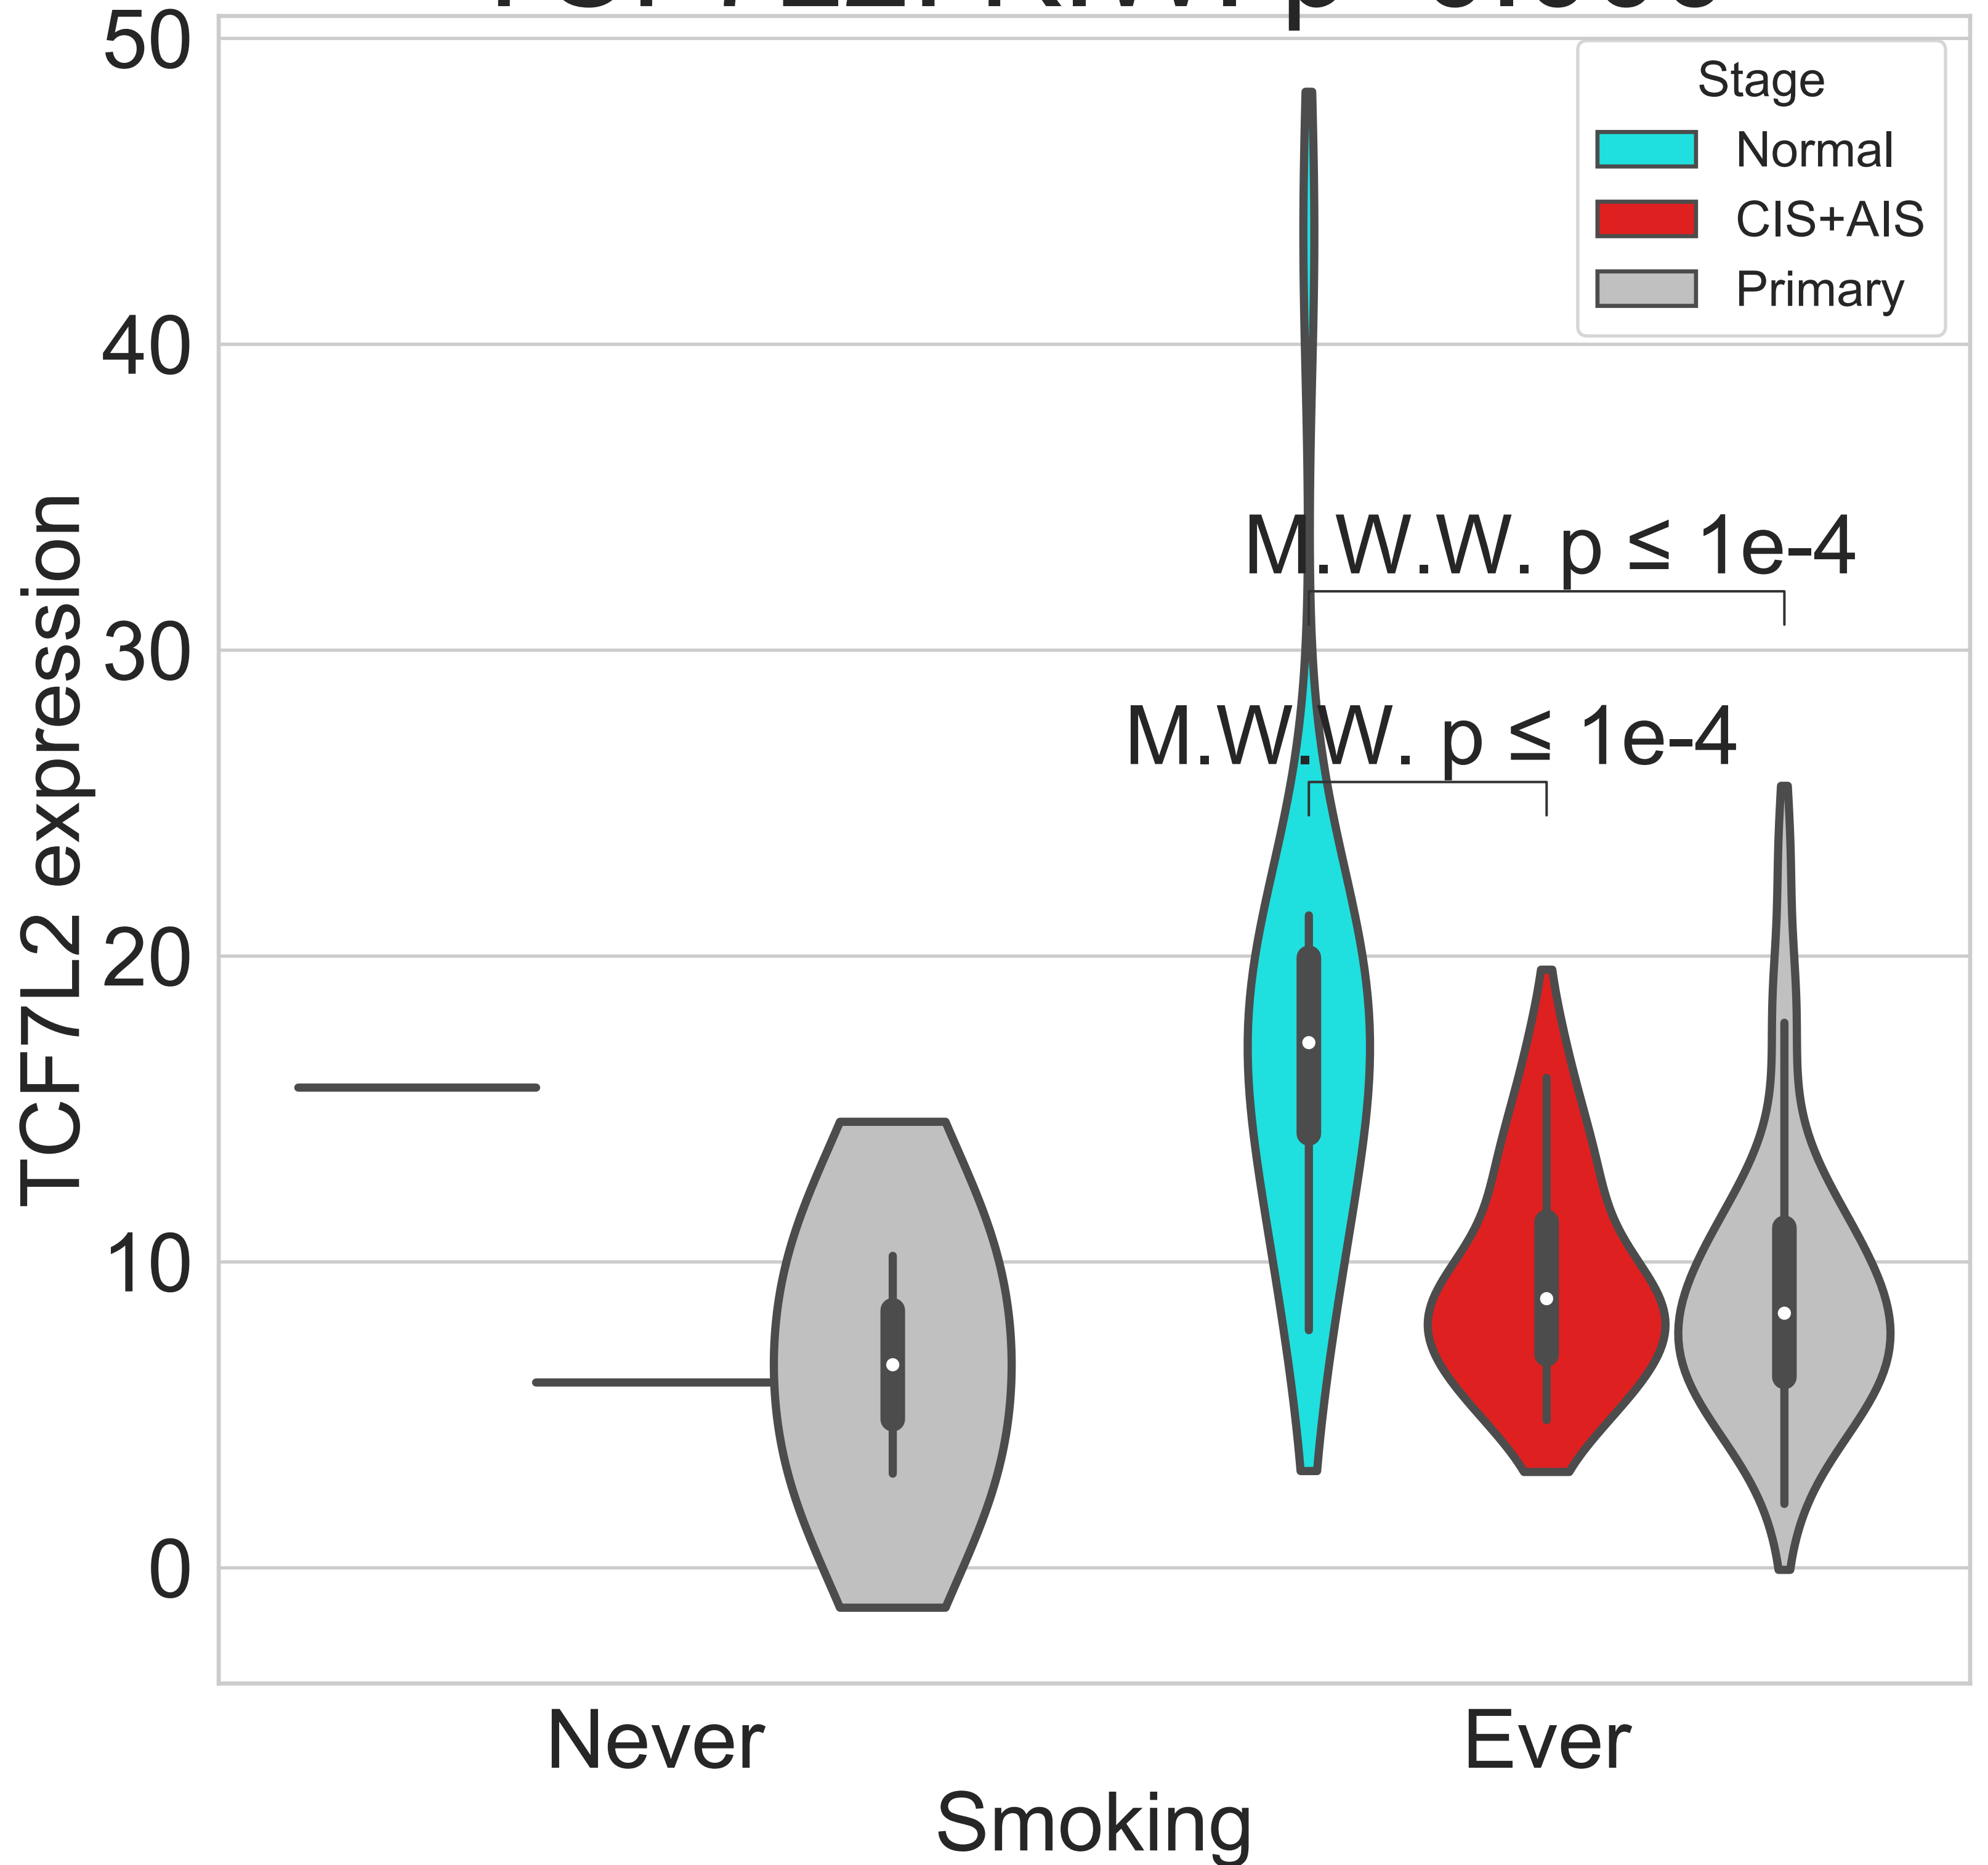 50
40
30
20
10
0
TCF7L2 expression
Stage
Normal
CIS+AIS
Primary
M.W.W. p ≤ 1e-4
M.W.W. p ≤ 1e-4
Never
Ever
Smoking